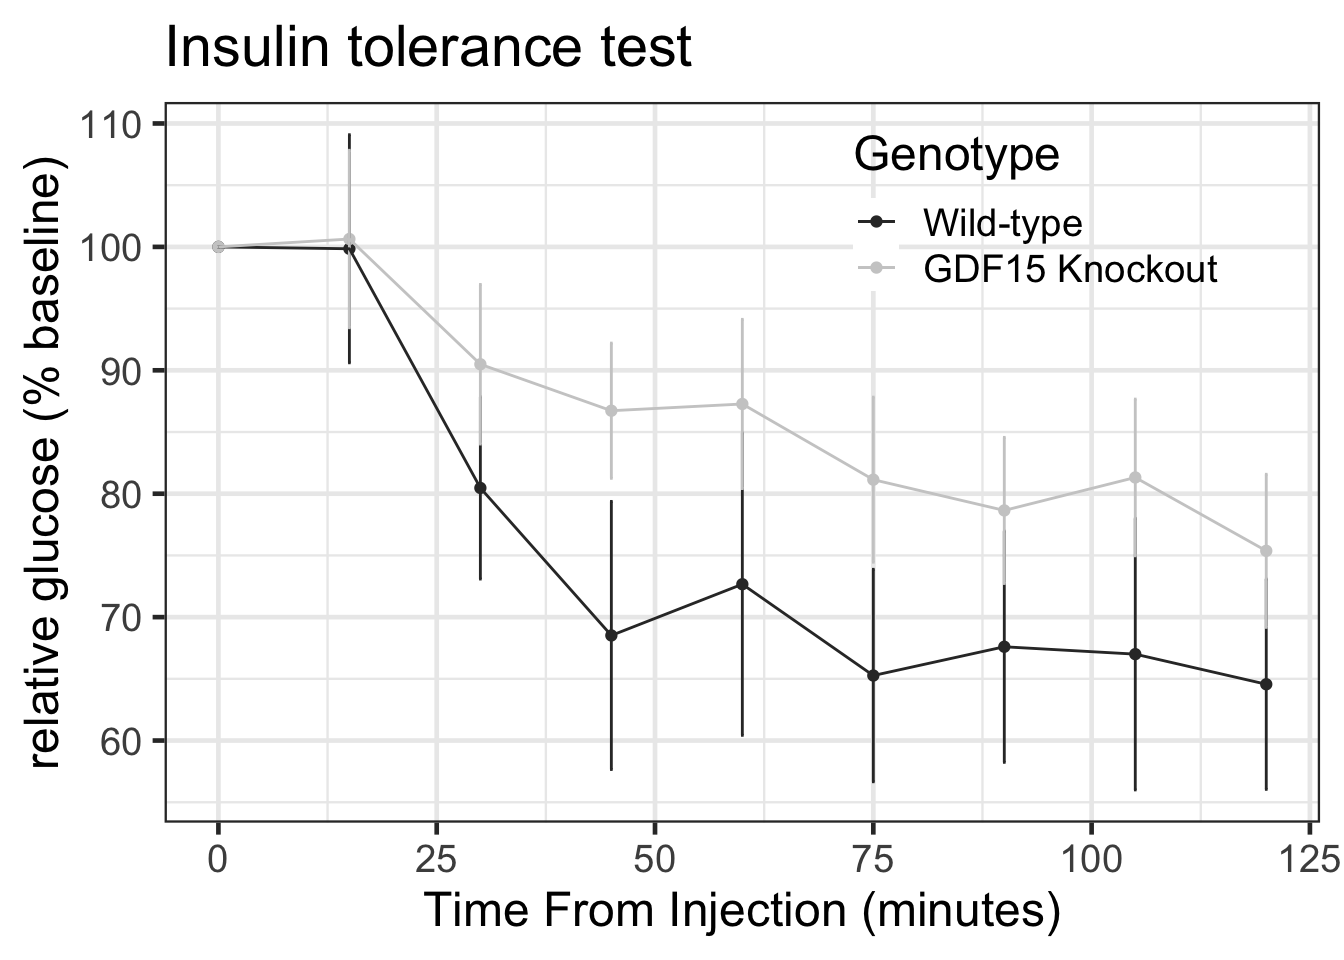 Insulin tolerance test
relative glucose (% baseline)
110
100
90
80
70
60
Genotype
Wild-type
GDF15 Knockout
0 25 50 75 100 125
Time From Injection (minutes)